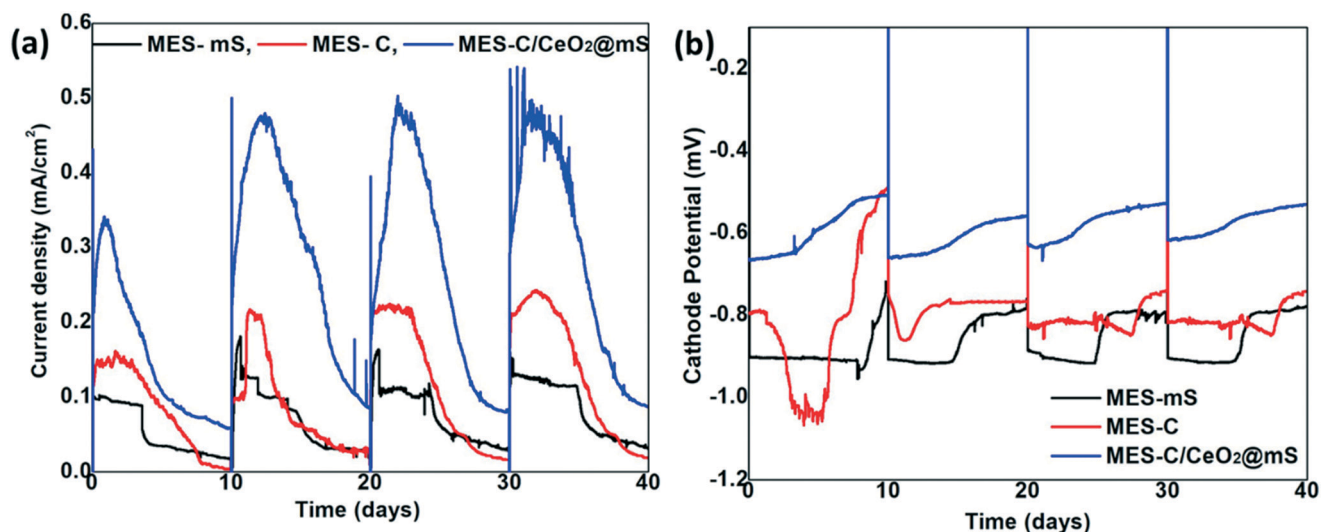 (a)
MES- mS, MES- C, MES-C/CeO₂@mS
Current density (mA/cm²)
0.6
0.5
0.4
0.3
0.2
0.1
0.0
0 10 20 30 40
Time (days)
(b)
Cathode Potential (mV)
-0.2
-0.4
-0.6
-0.8
-1.0
-1.2
MES-mS
MES-C
MES-C/CeO₂@mS
0 10 20 30 40
Time (days)